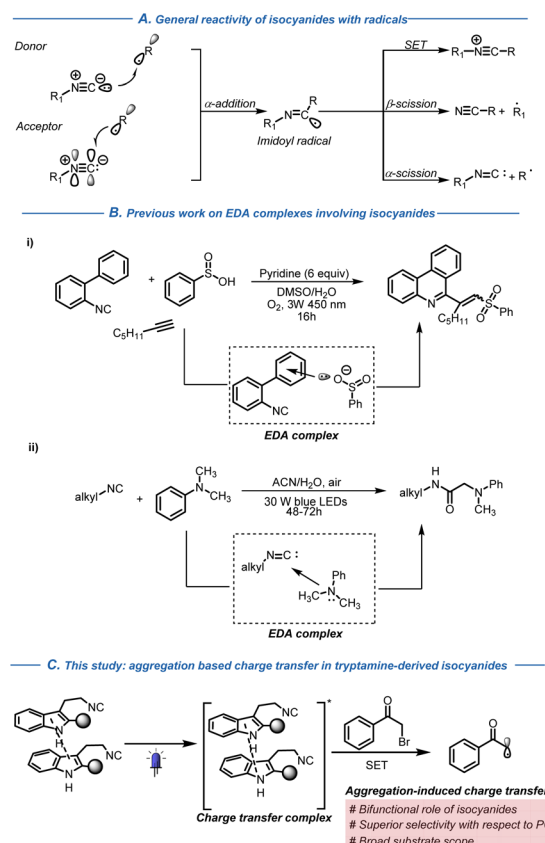 A. General reactivity of isocyanides with radicals
Donor
R
⊕ ⊖
R1 N≡C
Acceptor
R
⊕
R1 N≡C: ⊖
α-addition
R
N=C
R1
Imidoyl radical
SET
⊕
R1 N≡C-R
β-scission
N≡C-R + Ṙ1
α-scission
R1 N=C: + R•
B. Previous work on EDA complexes involving isocyanides
i)
NC
+
O
S
OH
C5H11
Pyridine (6 equiv)
DMSO/H2O
O2, 3W 450 nm
16h
N
C5H11
O
S
Ph
O
NC
⊖
O
S
O
Ph
EDA complex
ii)
alkyl NC
+
CH3
N
CH3
ACN/H2O, air
30 W blue LEDs
48-72h
H
alkyl N
O
N Ph
CH3
N=C:
alkyl
Ph
H3C N CH3
EDA complex
C. This study: aggregation based charge transfer in tryptamine-derived isocyanides
NC
N
H
NC
N
H
NC
N
H
NC
N
H
*
Charge transfer complex
O
Br
SET
O
Aggregation-induced charge transfer
# Bifunctional role of isocyanides
# Superior selectivity with respect to
# Broad substrate scope